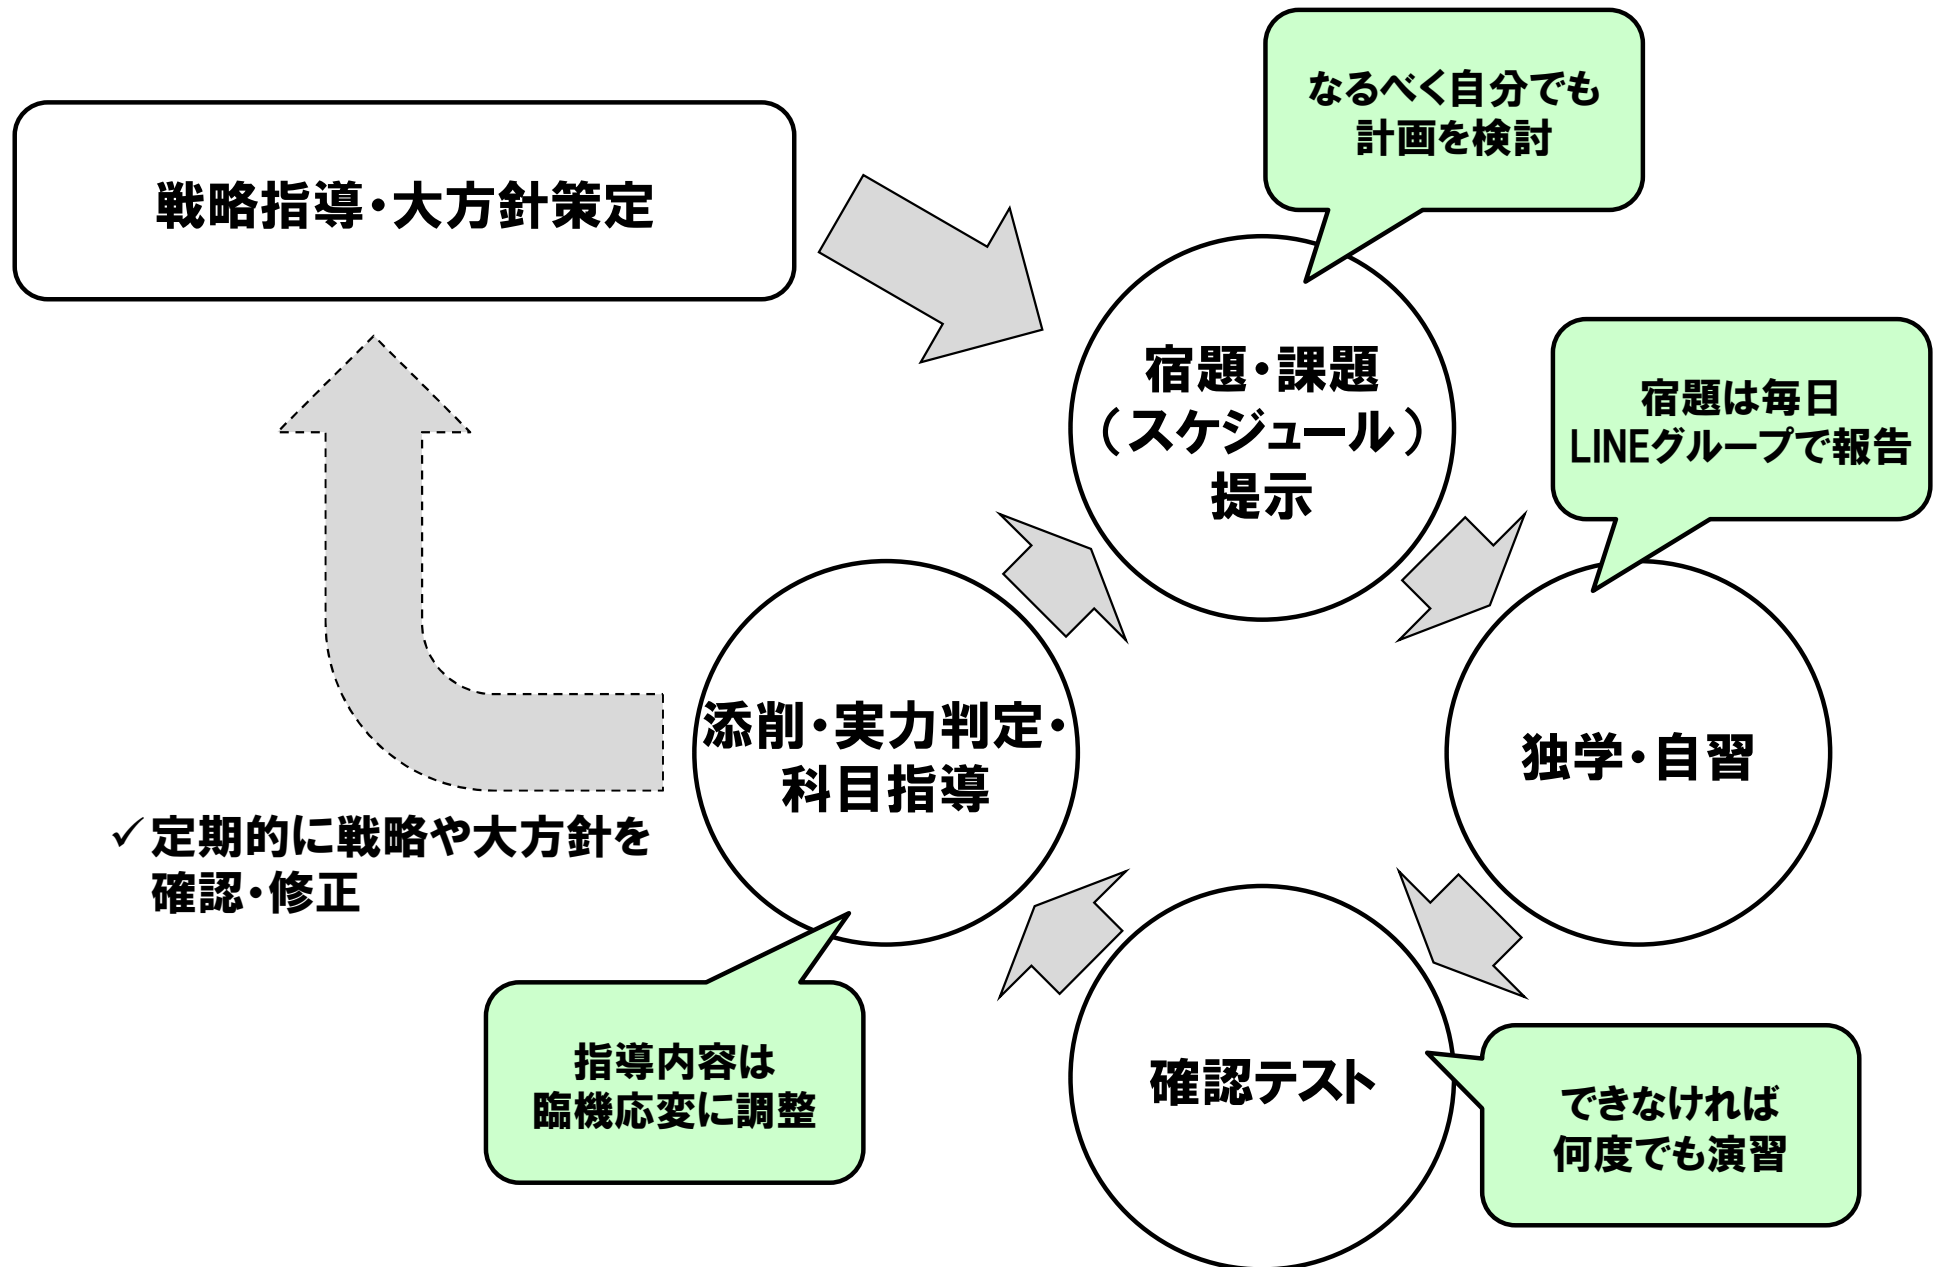 なるべく自分でも
計画を検討
戦略指導・大方針策定
宿題・課題
（スケジュール）
提示
宿題は毎日
LINEグループで報告
添削・実力判定・
科目指導
独学・自習
✓定期的に戦略や大方針を
確認・修正
指導内容は
臨機応変に調整
確認テスト
できなければ
何度でも演習